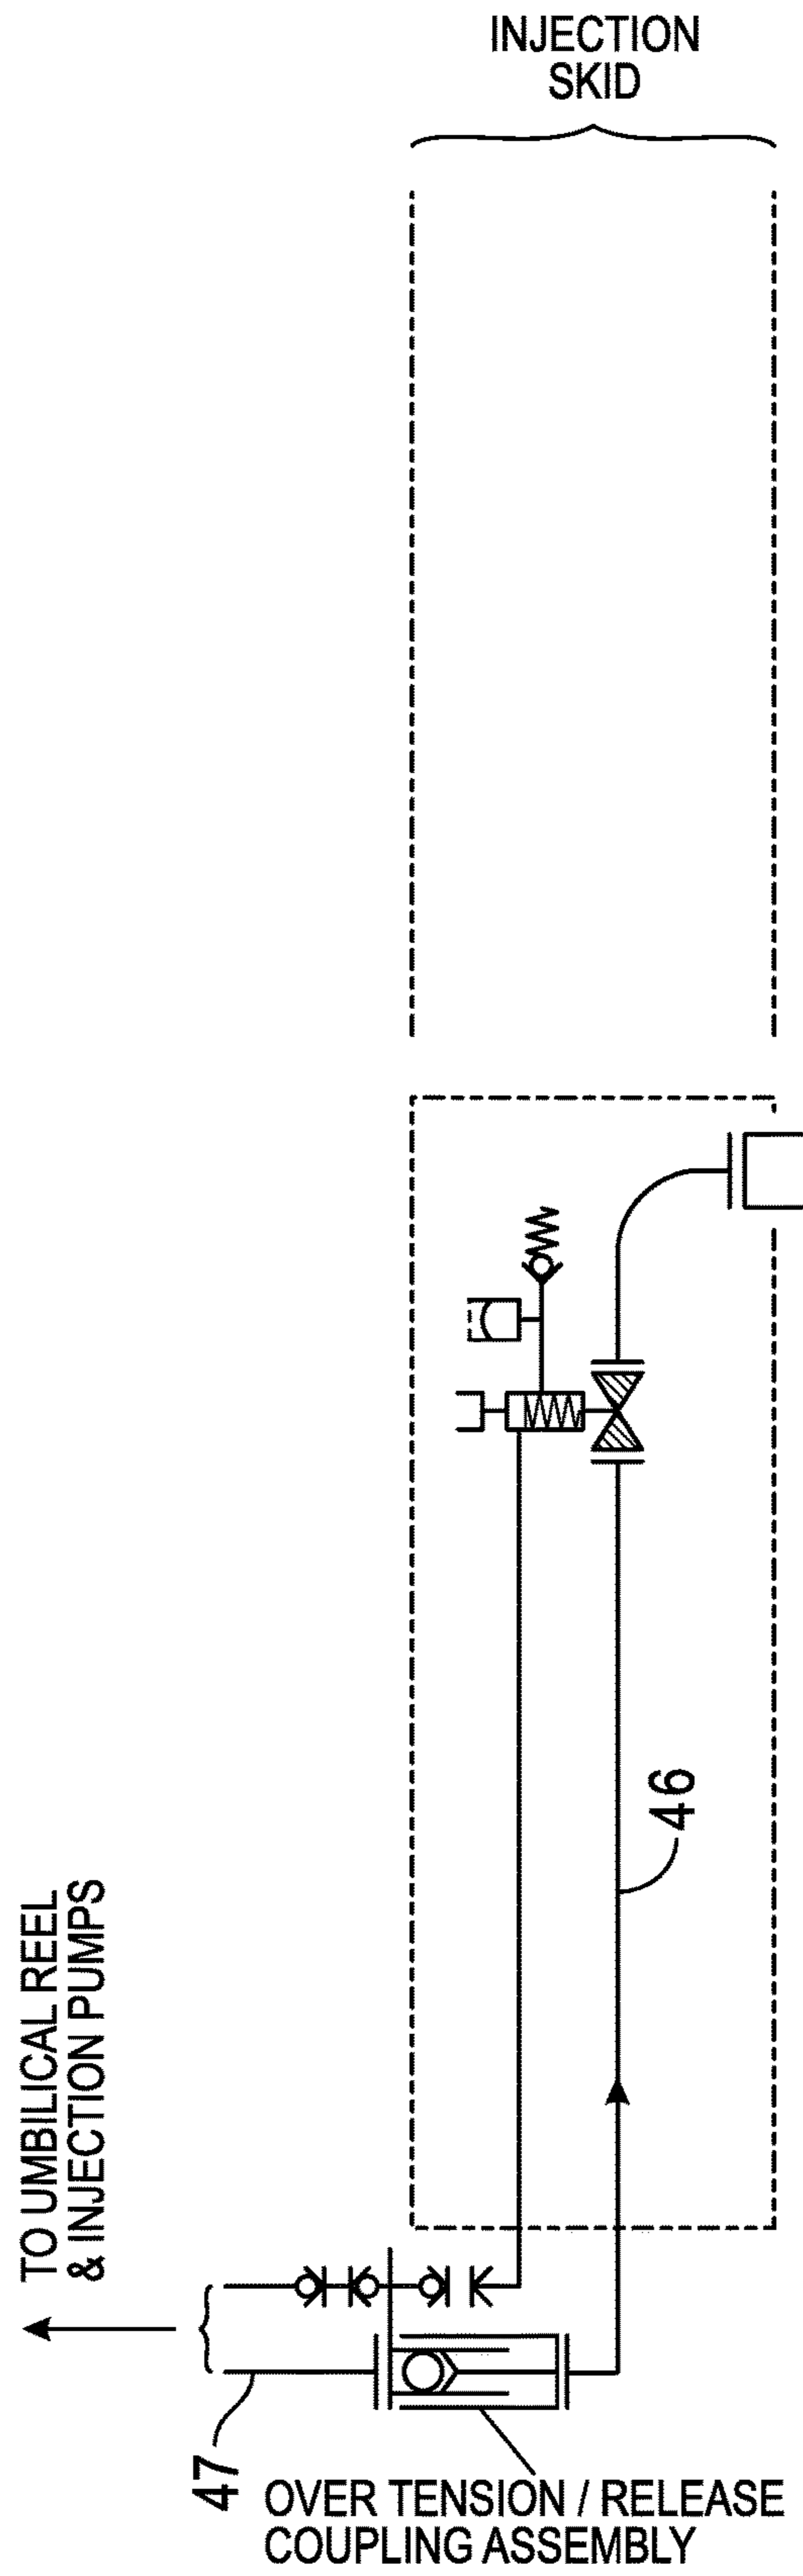 INJECTION
SKID
TO UMBILICAL REEL
& INJECTION PUMPS
46
47
OVER TENSION / RELEASE
COUPLING ASSEMBLY